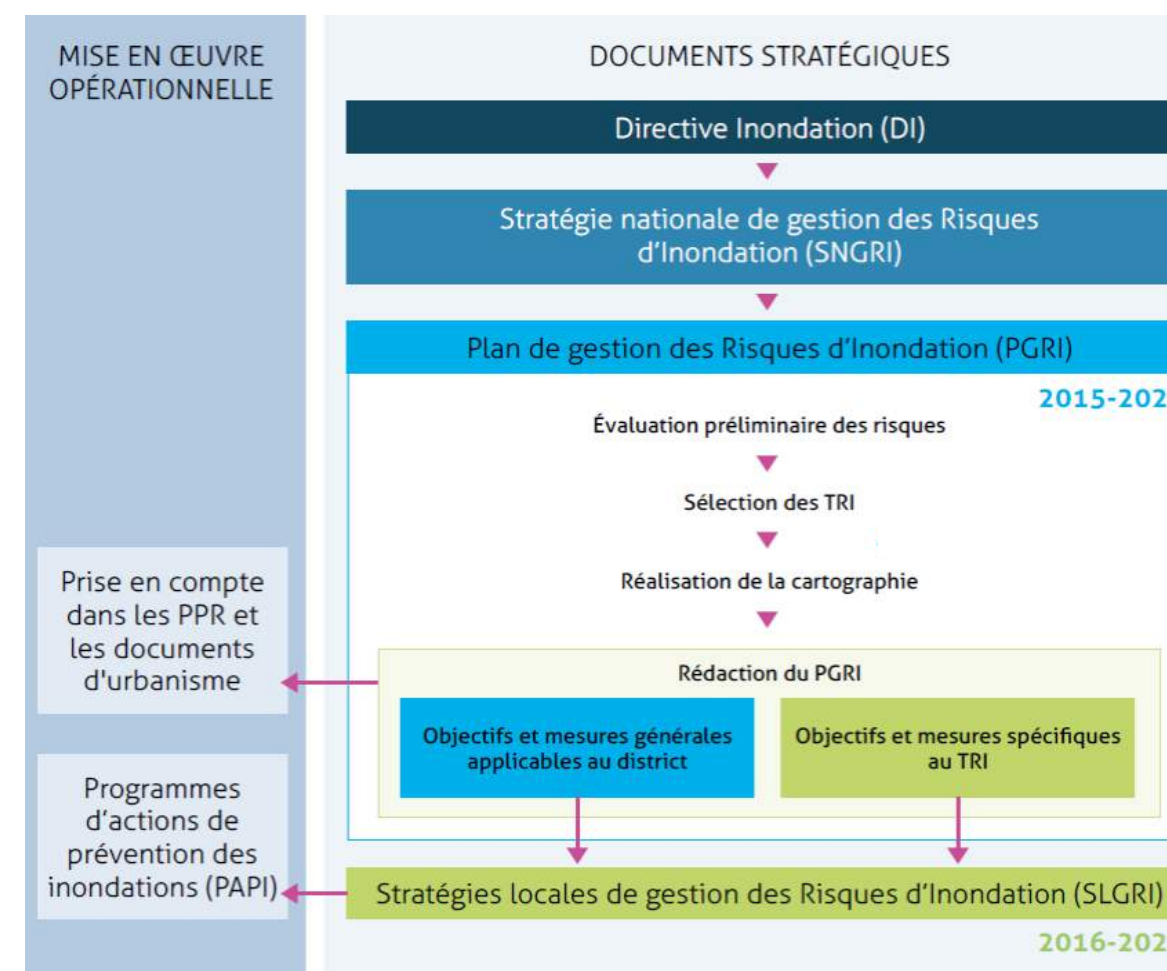 MISE EN ŒUVRE
OPÉRATIONNELLE
DOCUMENTS STRATÉGIQUES
Directive Inondation (DI)
Stratégie nationale de gestion des Risques
d’Inondation (SNGRI)
Plan de gestion des Risques d’Inondation (PGRI)
2015-202
Évaluation préliminaire des risques
Sélection des TRI
Réalisation de la cartographie
Prise en compte
dans les PPR et
les documents
d'urbanisme
Rédaction du PGRI
Objectifs et mesures générales
applicables au district
Objectifs et mesures spécifiques
au TRI
Programmes
d’actions de
prévention des
inondations (PAPI)
Stratégies locales de gestion des Risques d’Inondation (SLGRI)
2016-202